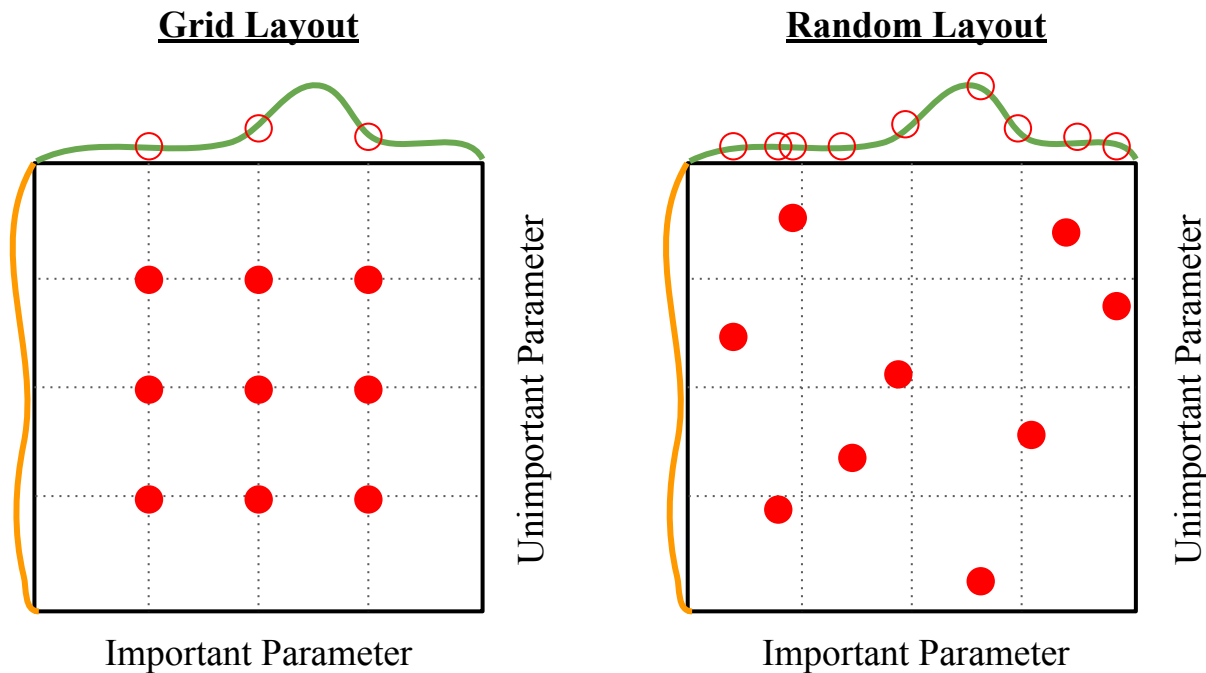 Grid Layout
Unimportant Parameter
Important Parameter
Random Layout
Unimportant Parameter
Important Parameter